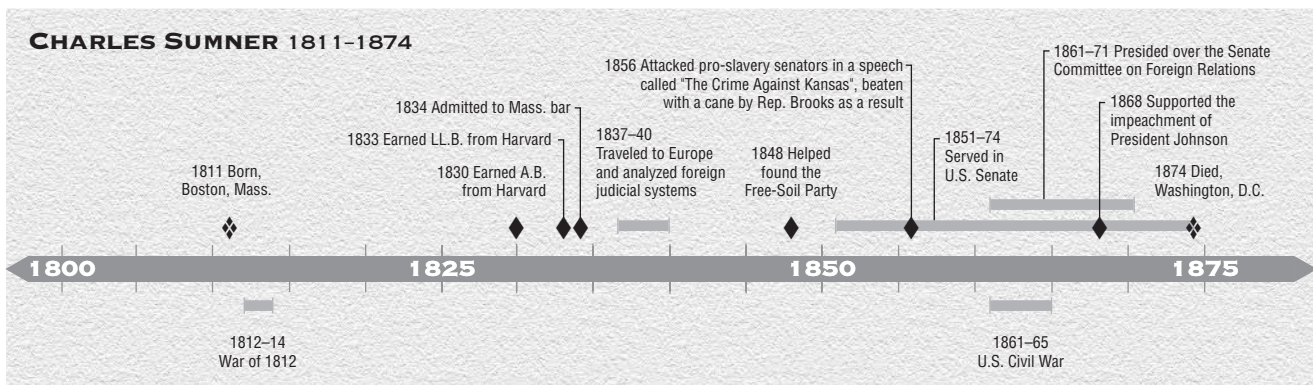 CHARLES SUMNER 1811–1874
1811 Born,
Boston, Mass.
1830 Earned A.B.
from Harvard
1833 Earned LL.B. from Harvard
1834 Admitted to Mass. bar
1837–40
Traveled to Europe
and analyzed foreign
judicial systems
1848 Helped
found the
Free-Soil Party
1856 Attacked pro-slavery senators in a speech
called "The Crime Against Kansas", beaten
with a cane by Rep. Brooks as a result
1851–74
Served in
U.S. Senate
1861–71 Presided over the Senate
Committee on Foreign Relations
1868 Supported the
impeachment of
President Johnson
1874 Died,
Washington, D.C.
1800
1825
1850
1875
1812–14
War of 1812
1861–65
U.S. Civil War